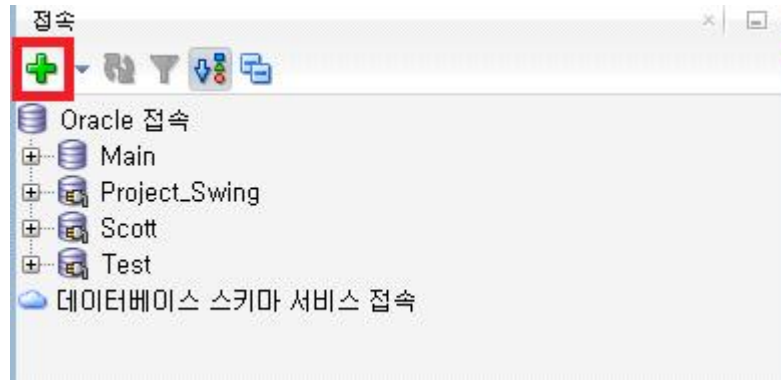 접속
Oracle 접속
Main
Project_Swing
Scott
Test
데이터베이스 스키마 서비스 접속